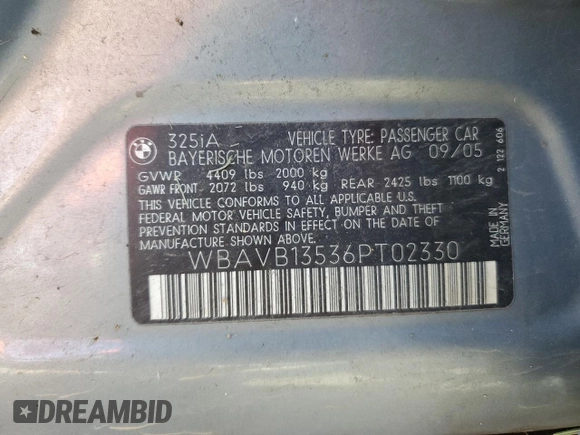 BMW
325iA VEHICLE TYPE: PASSENGER CAR
BAYERISCHE MOTOREN WERKE AG 09/05
GVWR 4409 lbs 2000 kg
GAWR FRONT 2072 lbs 940 kg REAR 2425 lbs 1100 kg
THIS VEHICLE CONFORMS TO ALL APPLICABLE U.S.
FEDERAL MOTOR VEHICLE SAFETY, BUMPER AND THEFT
PREVENTION STANDARDS IN EFFECT ON THE DATE OF
MANUFACTURE SHOWN ABOVE.
WBAVB13536PT02330
MADE IN
GERMANY
2 122 606
DREAMBID